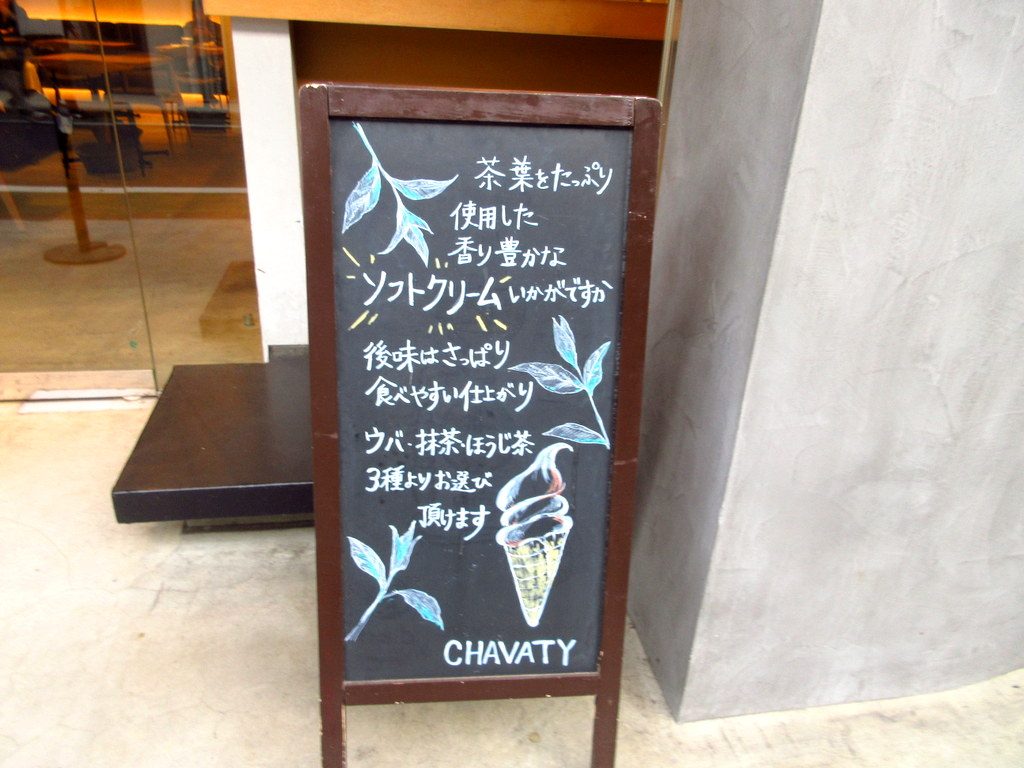 茶葉をたっぷり
使用した
香り豊かな
ソフトクリームいかがですか
後味はさっぱり
食べやすい仕上がり
ウバ・抹茶・ほうじ茶
3種よりお選び
頂けます
CHAVATY